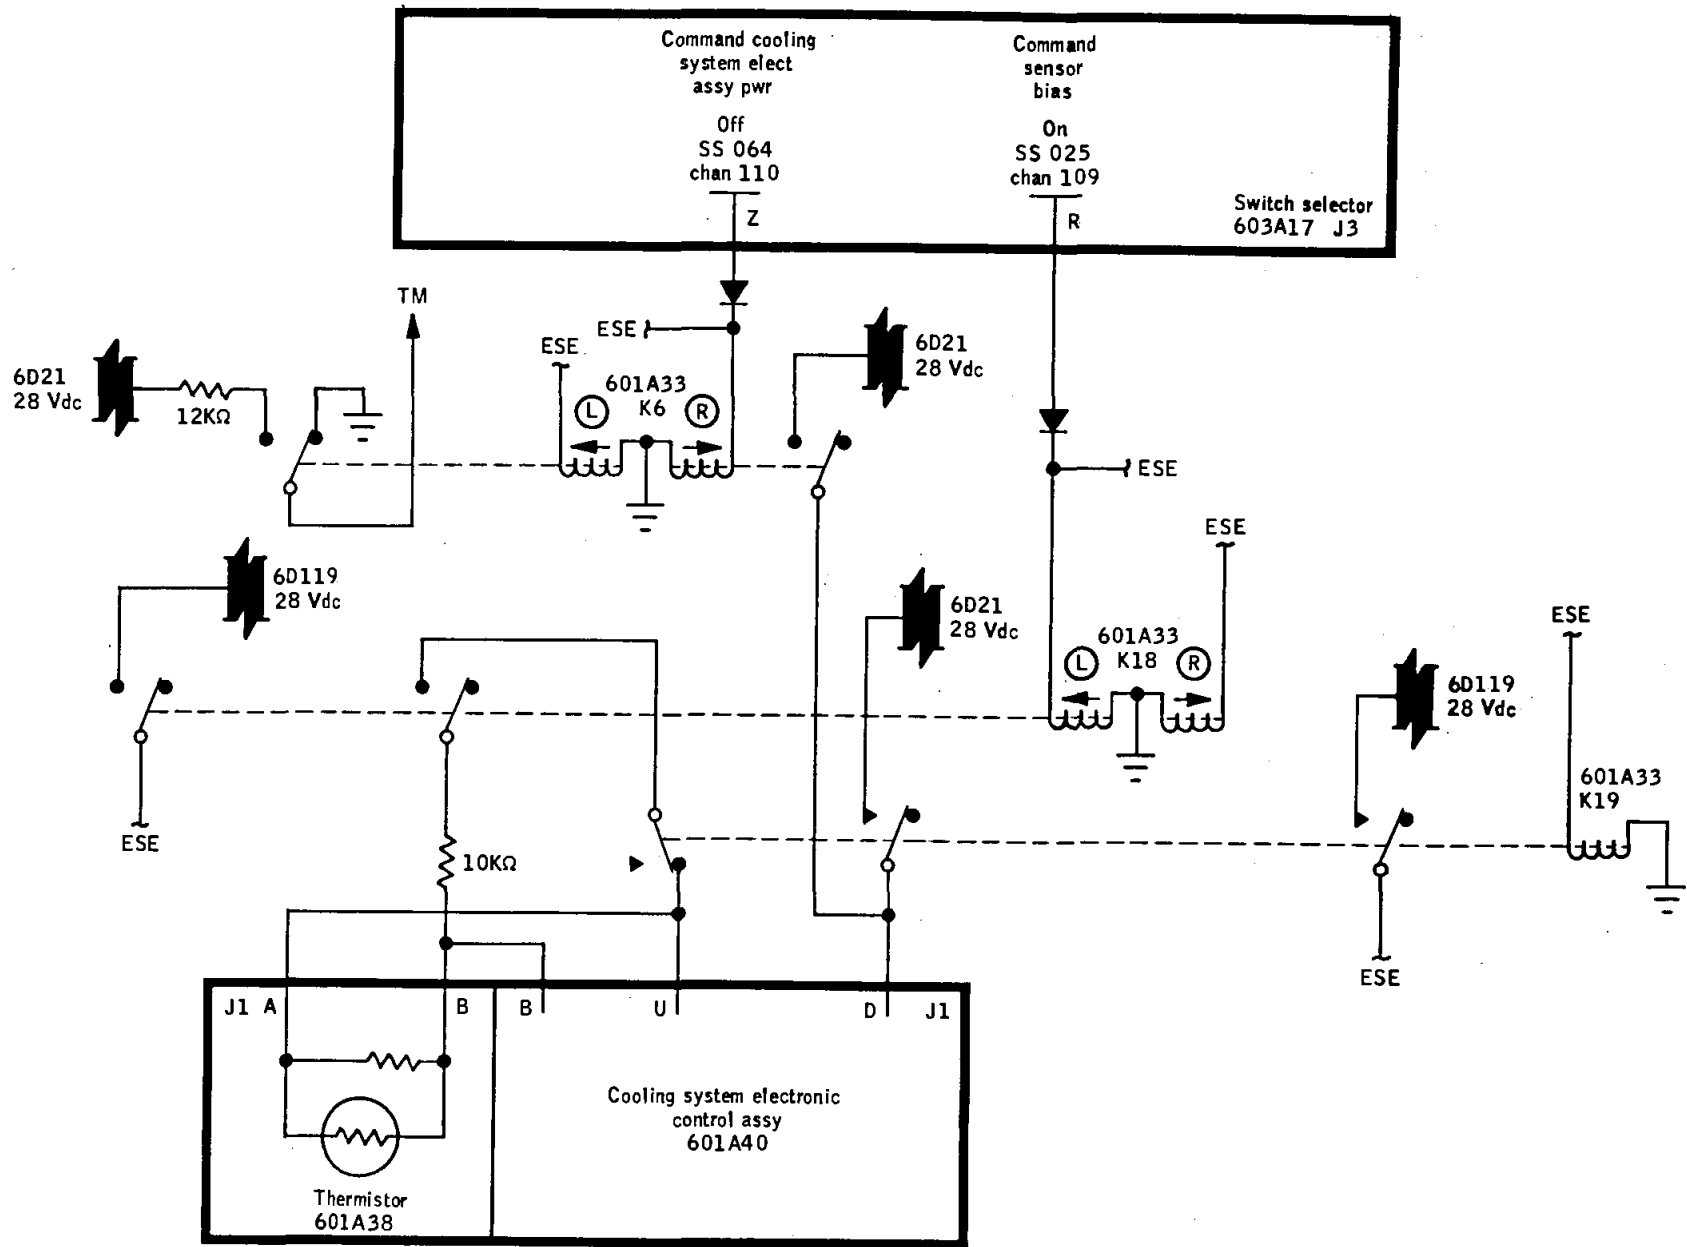 Command cooling
system elect
assy pwr
Off
SS 064
chan 110
Z
Command
sensor
bias
On
SS 025
chan 109
R
Switch selector
603A17 J3
TM
6D21
28 Vdc
12KΩ
ESE
ESE
601A33
K6
L
R
6D21
28 Vdc
ESE
ESE
6D119
28 Vdc
6D21
28 Vdc
601A33
K18
L
R
ESE
6D119
28 Vdc
601A33
K19
ESE
10KΩ
ESE
J1 A
B
B
U
D
J1
Cooling system electronic
control assy
601A40
Thermistor
601A38